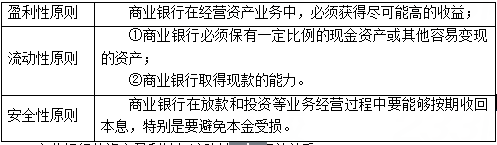 盈利性原则
商业银行在经营资产业务中，必须获得尽可能高的收益；
流动性原则
①商业银行必须保有一定比例的现金资产或其他容易变现
的资产；
②商业银行取得现款的能力。
安全性原则
商业银行在放款和投资等业务经营过程中要能够按期收回
本息，特别是要避免本金受损。